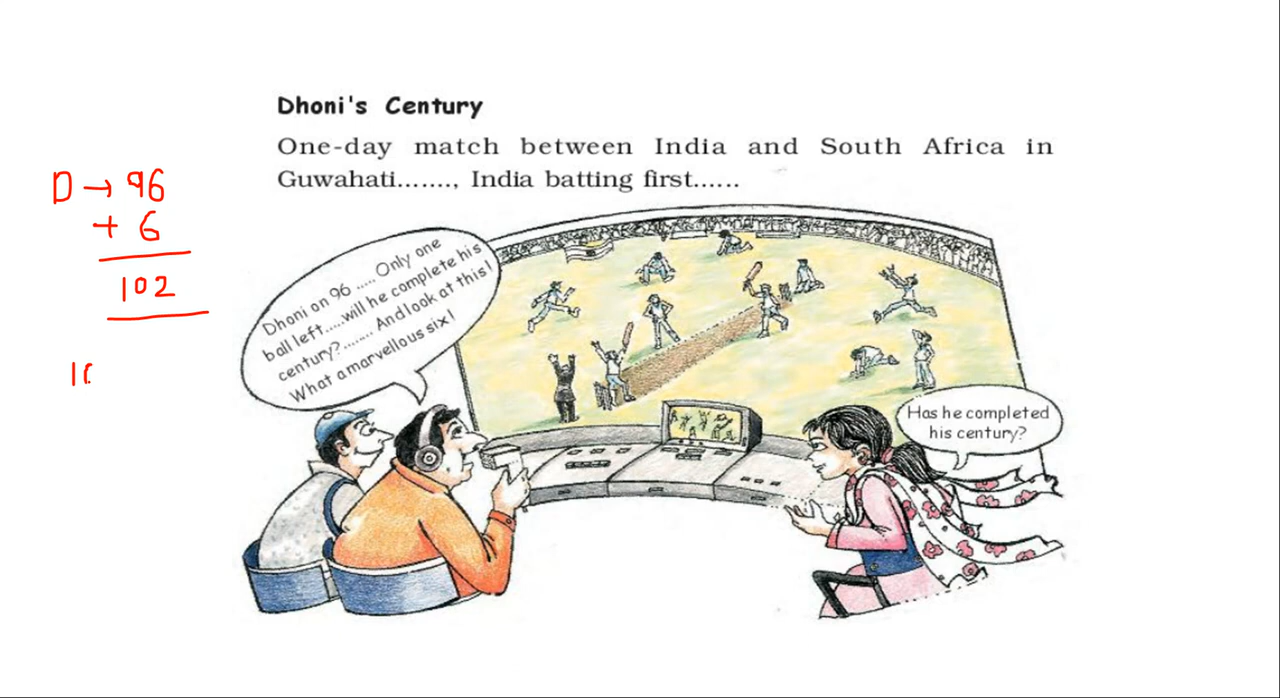 Dhoni's Century
One-day match between India and South Africa in
Guwahati......., India batting first......
D → 96
+ 6
102
Dhoni on 96 ..... Only one
ball left.....will he complete his
century?........ And look at this!
What a marvellous six!
Has he completed
his century?